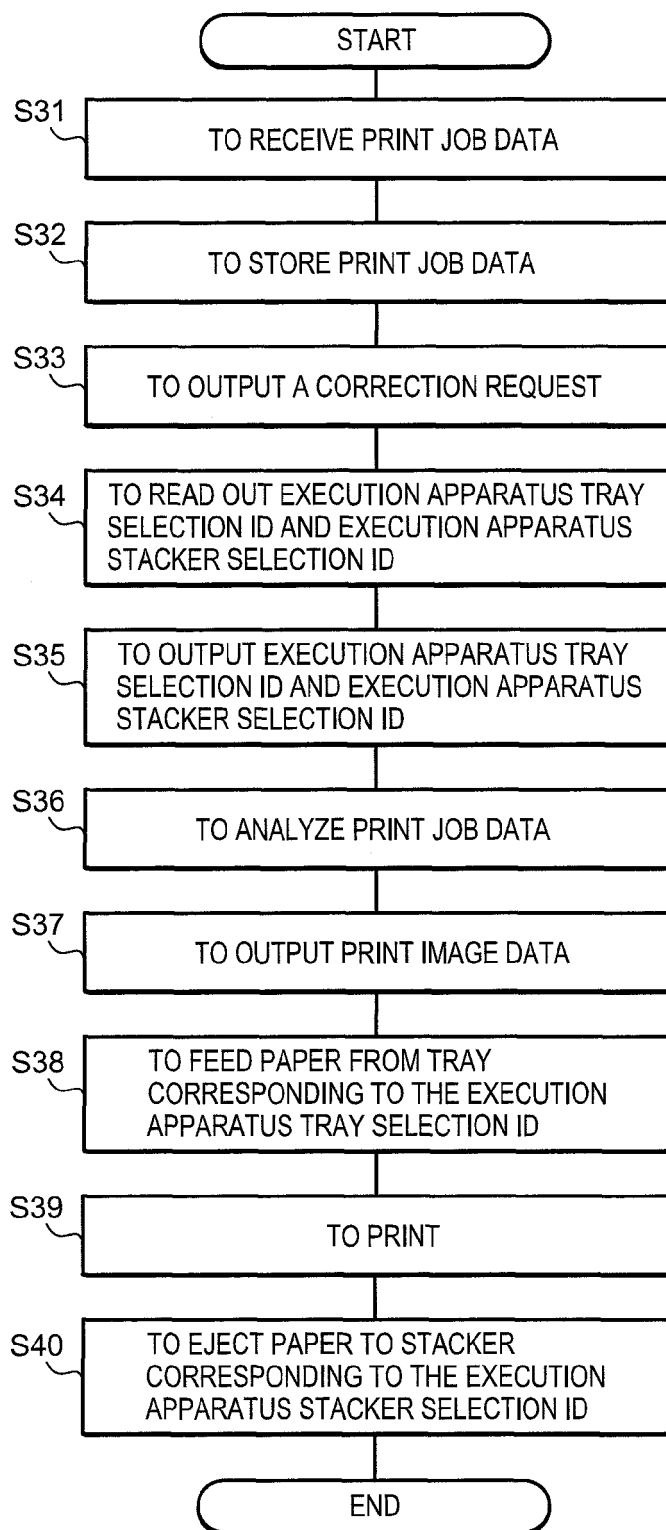 START
S31
TO RECEIVE PRINT JOB DATA
S32
TO STORE PRINT JOB DATA
S33
TO OUTPUT A CORRECTION REQUEST
S34
TO READ OUT EXECUTION APPARATUS TRAY
SELECTION ID AND EXECUTION APPARATUS
STACKER SELECTION ID
S35
TO OUTPUT EXECUTION APPARATUS TRAY
SELECTION ID AND EXECUTION APPARATUS
STACKER SELECTION ID
S36
TO ANALYZE PRINT JOB DATA
S37
TO OUTPUT PRINT IMAGE DATA
S38
TO FEED PAPER FROM TRAY
CORRESPONDING TO THE EXECUTION
APPARATUS TRAY SELECTION ID
S39
TO PRINT
S40
TO EJECT PAPER TO STACKER
CORRESPONDING TO THE EXECUTION
APPARATUS STACKER SELECTION ID
END